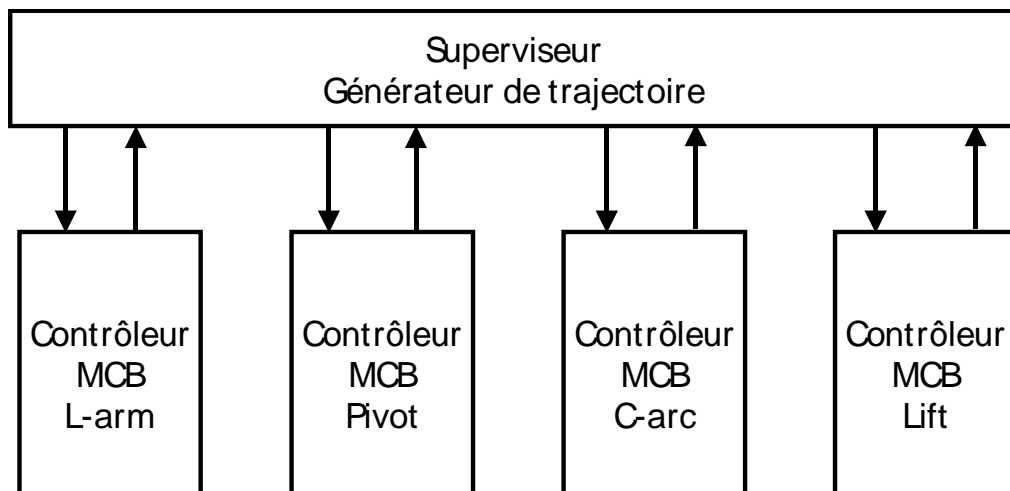 Superviseur
Générateur de trajectoire
Contrôleur
MCB
L-arm
Contrôleur
MCB
Pivot
Contrôleur
MCB
C-arc
Contrôleur
MCB
Lift